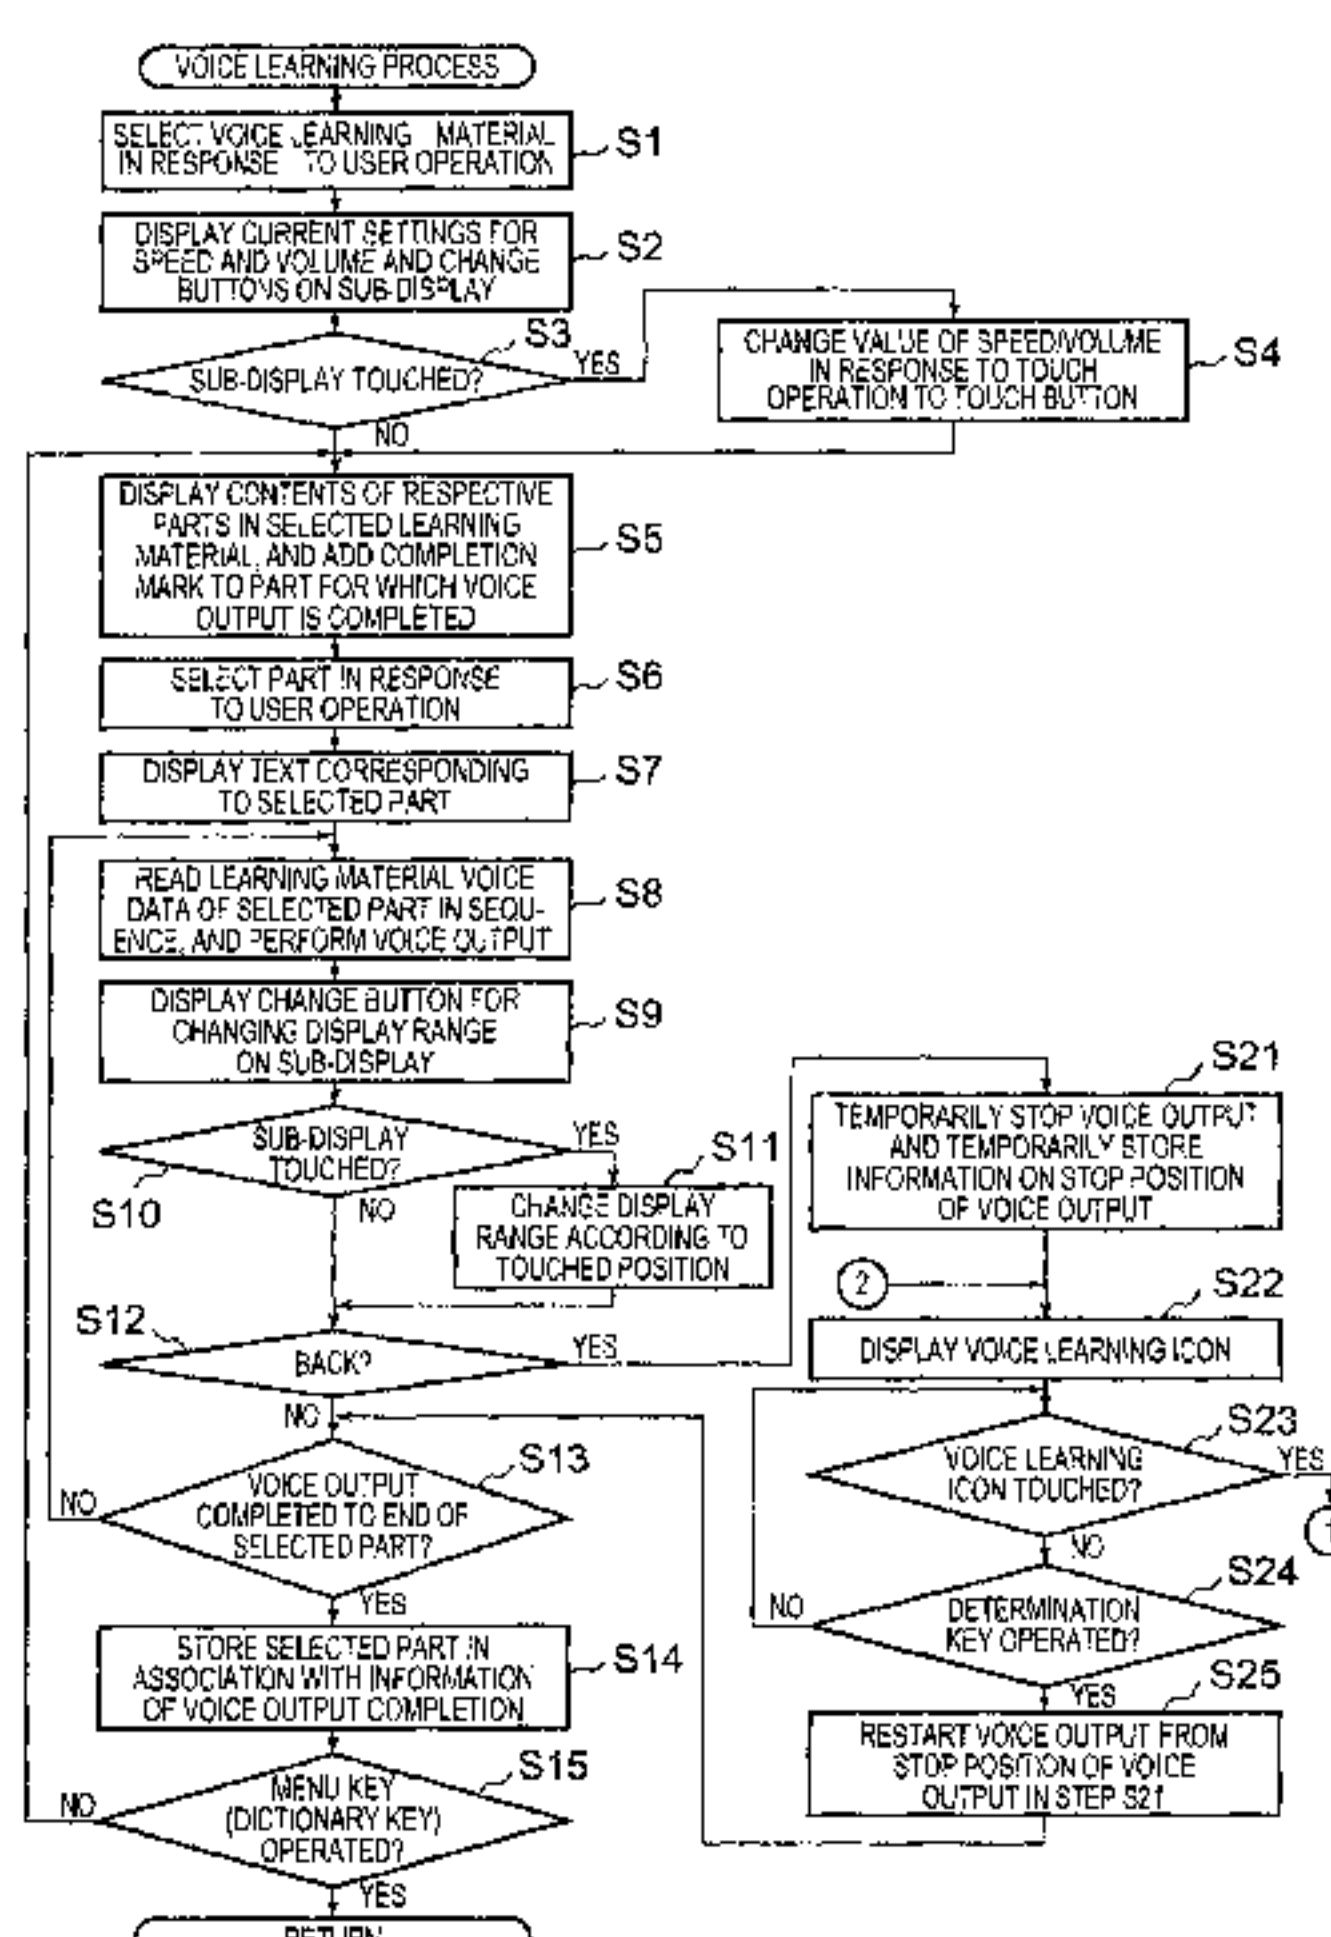 VOICE LEARNING PROCESS
SELECT VOICE LEARNING MATERIAL
IN RESPONSE TO USER OPERATION
S1
DISPLAY CURRENT SETTINGS FOR
SPEED AND VOLUME AND CHANGE
BUTTONS ON SUB-DISPLAY
S2
S3
SUB-DISPLAY TOUCHED?
YES
NO
CHANGE VALUE OF SPEED/VOLUME
IN RESPONSE TO TOUCH
OPERATION TO TOUCH BUTTON
S4
DISPLAY CONTENTS OF RESPECTIVE
PARTS IN SELECTED LEARNING
MATERIAL, AND ADD COMPLETION
MARK TO PART FOR WHICH VOICE
OUTPUT IS COMPLETED
S5
SELECT PART IN RESPONSE
TO USER OPERATION
S6
DISPLAY TEXT CORRESPONDING
TO SELECTED PART
S7
READ LEARNING MATERIAL VOICE
DATA OF SELECTED PART IN SEQU-
ENCE, AND PERFORM VOICE OUTPUT
S8
DISPLAY CHANGE BUTTON FOR
CHANGING DISPLAY RANGE
ON SUB-DISPLAY
S9
SUB-DISPLAY
TOUCHED?
YES
NO
S10
S11
CHANGE DISPLAY
RANGE ACCORDING TO
TOUCHED POSITION
S12
BACK?
YES
NO
S13
VOICE OUTPUT
COMPLETED TO END OF
SELECTED PART?
NO
YES
STORE SELECTED PART IN
ASSOCIATION WITH INFORMATION
OF VOICE OUTPUT COMPLETION
S14
S15
MENU KEY
(DICTIONARY KEY)
OPERATED?
NO
YES
RETURN
S21
TEMPORARILY STOP VOICE OUTPUT
AND TEMPORARILY STORE
INFORMATION ON STOP POSITION
OF VOICE OUTPUT
2
S22
DISPLAY VOICE LEARNING ICON
S23
VOICE LEARNING
ICON TOUCHED?
YES
1
NO
S24
DETERMINATION
KEY OPERATED?
NO
YES
S25
RESTART VOICE OUTPUT FROM
STOP POSITION OF VOICE
OUTPUT IN STEP S21